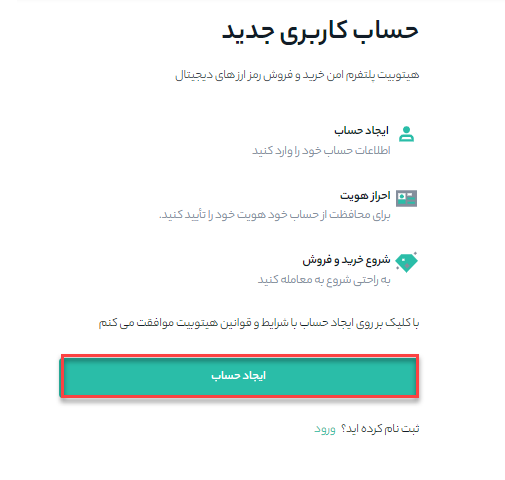 حساب کاربری جدید
هیتوبیت پلتفرم امن خرید و فروش رمز ارز های دیجیتال
ایجاد حساب
اطلاعات حساب خود را وارد کنید
احراز هویت
برای محافظت از حساب خود هویت خود را تأیید کنید.
شروع خرید و فروش
به راحتی شروع به معامله کنید
با کلیک بر روی ایجاد حساب با شرایط و قوانین هیتوبیت موافقت می کنم
ایجاد حساب
ثبت نام کرده اید؟ ورود